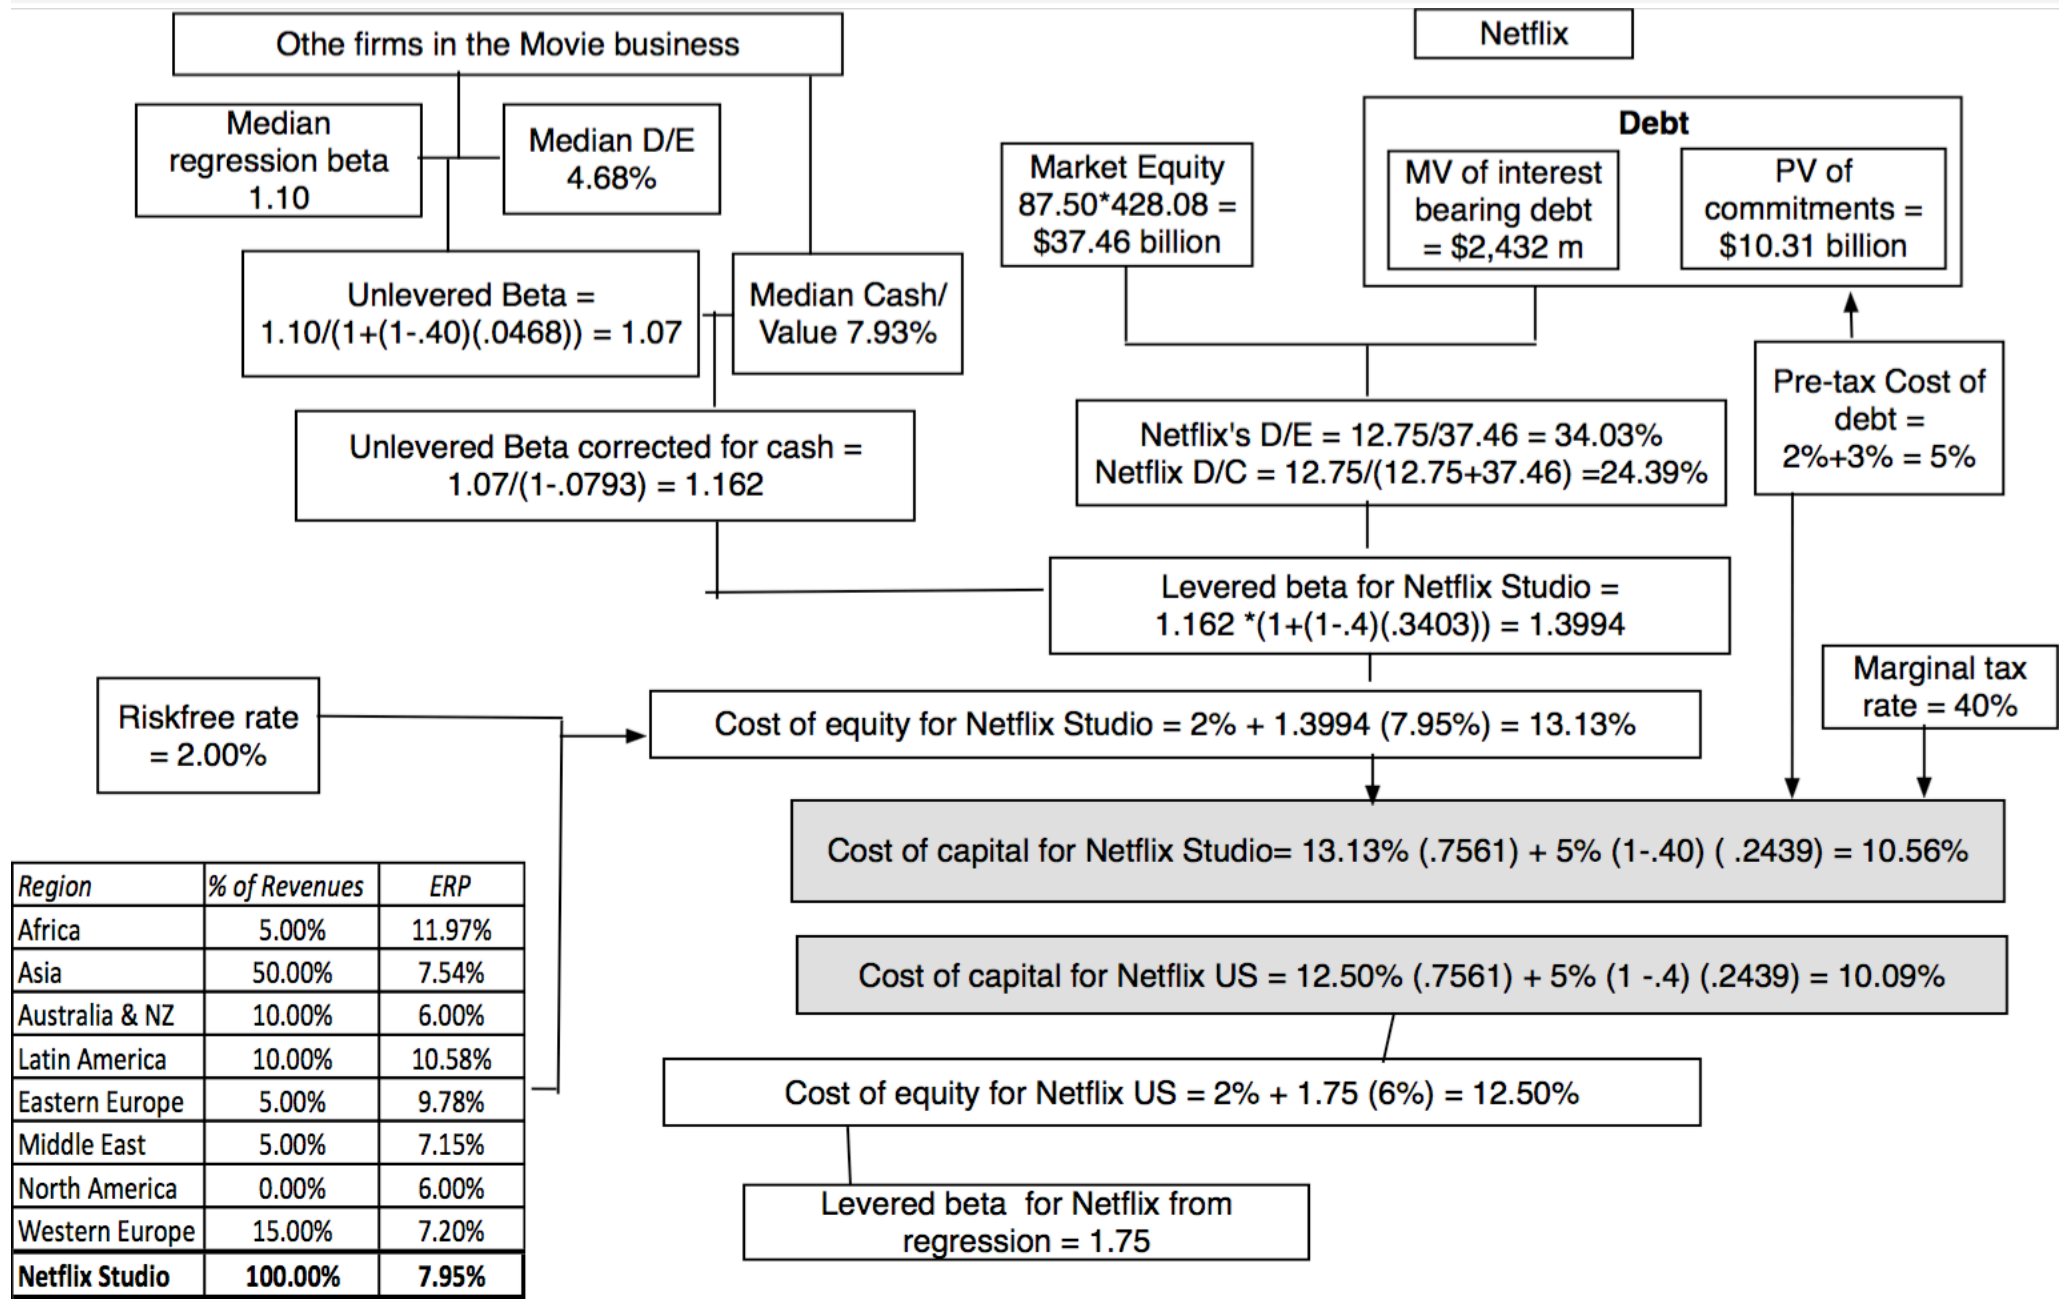 Othe firms in the Movie business
Netflix
Median
regression beta
1.10
Median D/E
4.68%
Market Equity
87.50*428.08 =
$37.46 billion
Debt
MV of interest
bearing debt
= $2,432 m
PV of
commitments =
$10.31 billion
Unlevered Beta =
1.10/(1+(1-.40)(.0468)) = 1.07
Median Cash/
Value 7.93%
Pre-tax Cost of
debt =
2%+3% = 5%
Unlevered Beta corrected for cash =
1.07/(1-.0793) = 1.162
Netflix's D/E = 12.75/37.46 = 34.03%
Netflix D/C = 12.75/(12.75+37.46) =24.39%
Levered beta for Netflix Studio =
1.162 *(1+(1-.4)(.3403)) = 1.3994
Marginal tax
rate = 40%
Riskfree rate
= 2.00%
Cost of equity for Netflix Studio = 2% + 1.3994 (7.95%) = 13.13%
Cost of capital for Netflix Studio= 13.13% (.7561) + 5% (1-.40) ( .2439) = 10.56%
Cost of capital for Netflix US = 12.50% (.7561) + 5% (1 -.4) (.2439) = 10.09%
Cost of equity for Netflix US = 2% + 1.75 (6%) = 12.50%
Levered beta  for Netflix from
regression = 1.75
Region % of Revenues ERP
Africa 5.00% 11.97%
Asia 50.00% 7.54%
Australia & NZ 10.00% 6.00%
Latin America 10.00% 10.58%
Eastern Europe 5.00% 9.78%
Middle East 5.00% 7.15%
North America 0.00% 6.00%
Western Europe 15.00% 7.20%
Netflix Studio 100.00% 7.95%